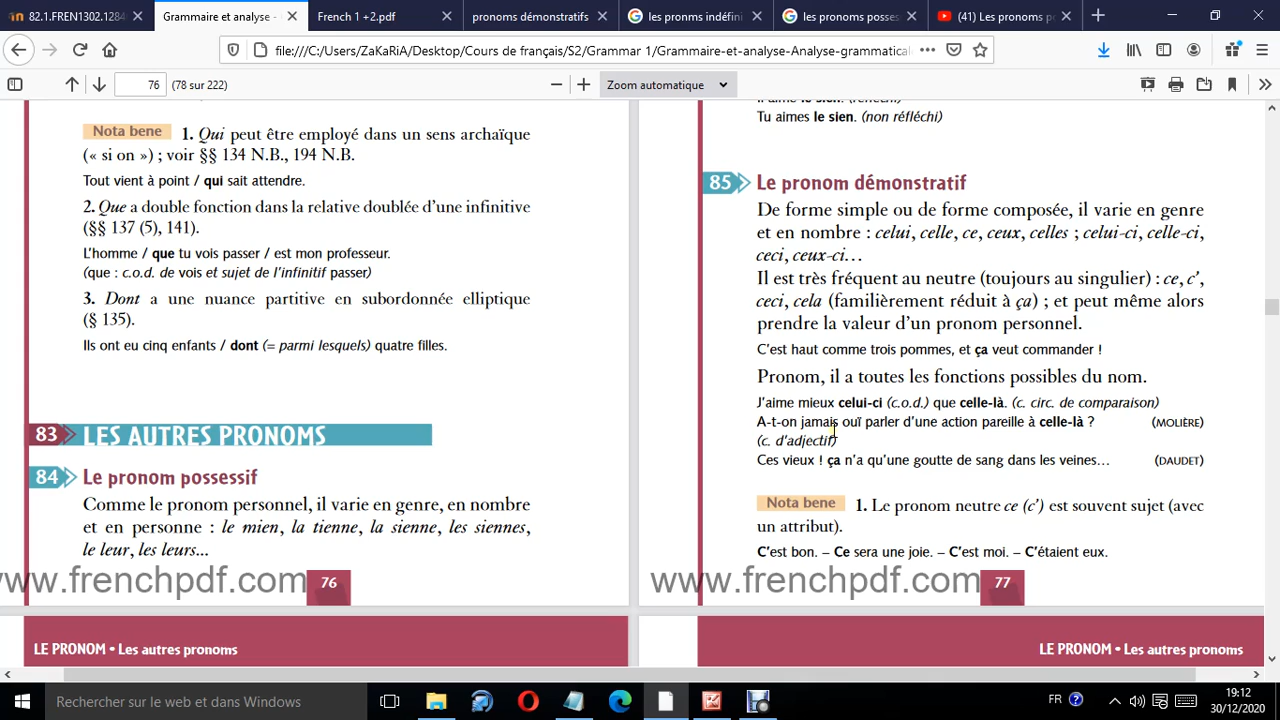 82.1.FREN1302.1284
Grammaire et analyse -
French 1 +2.pdf
pronoms démonstratifs
les pronms indéfini
les pronoms posses
(41) Les pronoms po
file:///C:/Users/ZaKaRiA/Desktop/Cours de français/S2/Grammar 1/Grammaire-et-analyse-Analyse-grammatical
76
(78 sur 222)
Zoom automatique
Nota bene 1. Qui peut être employé dans un sens archaïque
(« si on ») ; voir §§ 134 N.B., 194 N.B.
Tout vient à point / qui sait attendre.
2. Que a double fonction dans la relative doublée d'une infinitive
(§§ 137 (5), 141).
L'homme / que tu vois passer / est mon professeur.
(que : c.o.d. de vois et sujet de l'infinitif passer)
3. Dont a une nuance partitive en subordonnée elliptique
(§ 135).
Ils ont eu cinq enfants / dont (= parmi lesquels) quatre filles.
83 LES AUTRES PRONOMS
84 Le pronom possessif
Comme le pronom personnel, il varie en genre, en nombre
et en personne : le mien, la tienne, la sienne, les siennes,
le leur, les leurs...
www.frenchpdf.com
76
Il aime le sien. (réfléchi)
Tu aimes le sien. (non réfléchi)
85 Le pronom démonstratif
De forme simple ou de forme composée, il varie en genre
et en nombre : celui, celle, ce, ceux, celles ; celui-ci, celle-ci,
ceci, ceux-ci…
Il est très fréquent au neutre (toujours au singulier) : ce, c',
ceci, cela (familièrement réduit à ça) ; et peut même alors
prendre la valeur d'un pronom personnel.
C'est haut comme trois pommes, et ça veut commander !
Pronom, il a toutes les fonctions possibles du nom.
J'aime mieux celui-ci (c.o.d.) que celle-là. (c. circ. de comparaison)
A-t-on jamais ouï parler d'une action pareille à celle-là ? (MOLIÈRE)
(c. d'adjectif)
Ces vieux ! ça n'a qu'une goutte de sang dans les veines... (DAUDET)
Nota bene 1. Le pronom neutre ce (c') est souvent sujet (avec
un attribut).
C'est bon. – Ce sera une joie. – C'est moi. – C'étaient eux.
www.frenchpdf.com
77
LE PRONOM • Les autres pronoms
LE PRONOM • Les autres pronoms
Rechercher sur le web et dans Windows
FR
19:12
30/12/2020